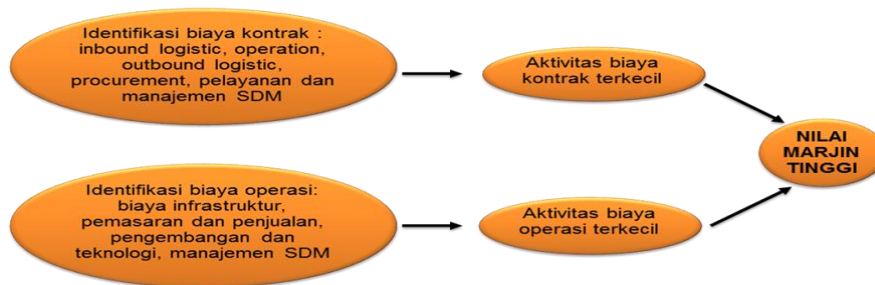 Identifikasi biaya kontrak :
inbound logistic, operation,
outbound logistic,
procurement, pelayanan dan
manajemen SDM
Aktivitas biaya
kontrak terkecil
NILAI
MARJIN
TINGGI
Identifikasi biaya operasi:
biaya infrastruktur,
pemasaran dan penjualan,
pengembangan dan
teknologi, manajemen SDM
Aktivitas biaya
operasi terkecil